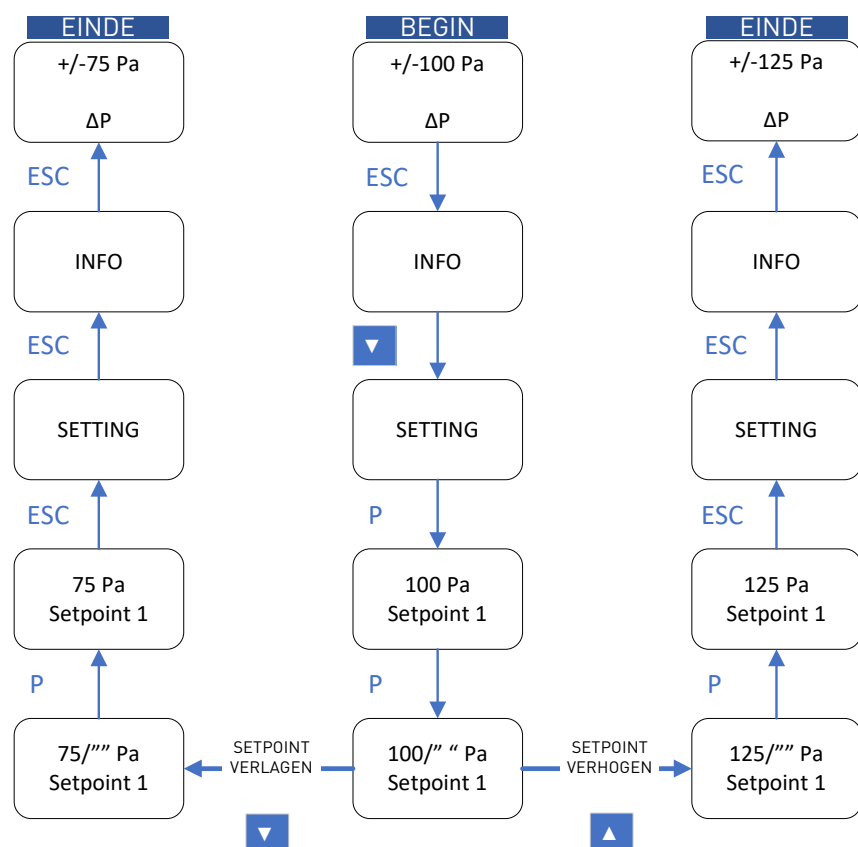 EINDE
BEGIN
EINDE
+/-75 Pa
ΔP
+/-100 Pa
ΔP
+/-125 Pa
ΔP
ESC
ESC
ESC
INFO
INFO
INFO
ESC
▼
ESC
SETTING
SETTING
SETTING
ESC
P
ESC
75 Pa
Setpoint 1
100 Pa
Setpoint 1
125 Pa
Setpoint 1
P
P
P
75/”” Pa
Setpoint 1
SETPOINT
VERLAGEN
100/” “ Pa
Setpoint 1
SETPOINT
VERHOGEN
125/”” Pa
Setpoint 1
▼
▲